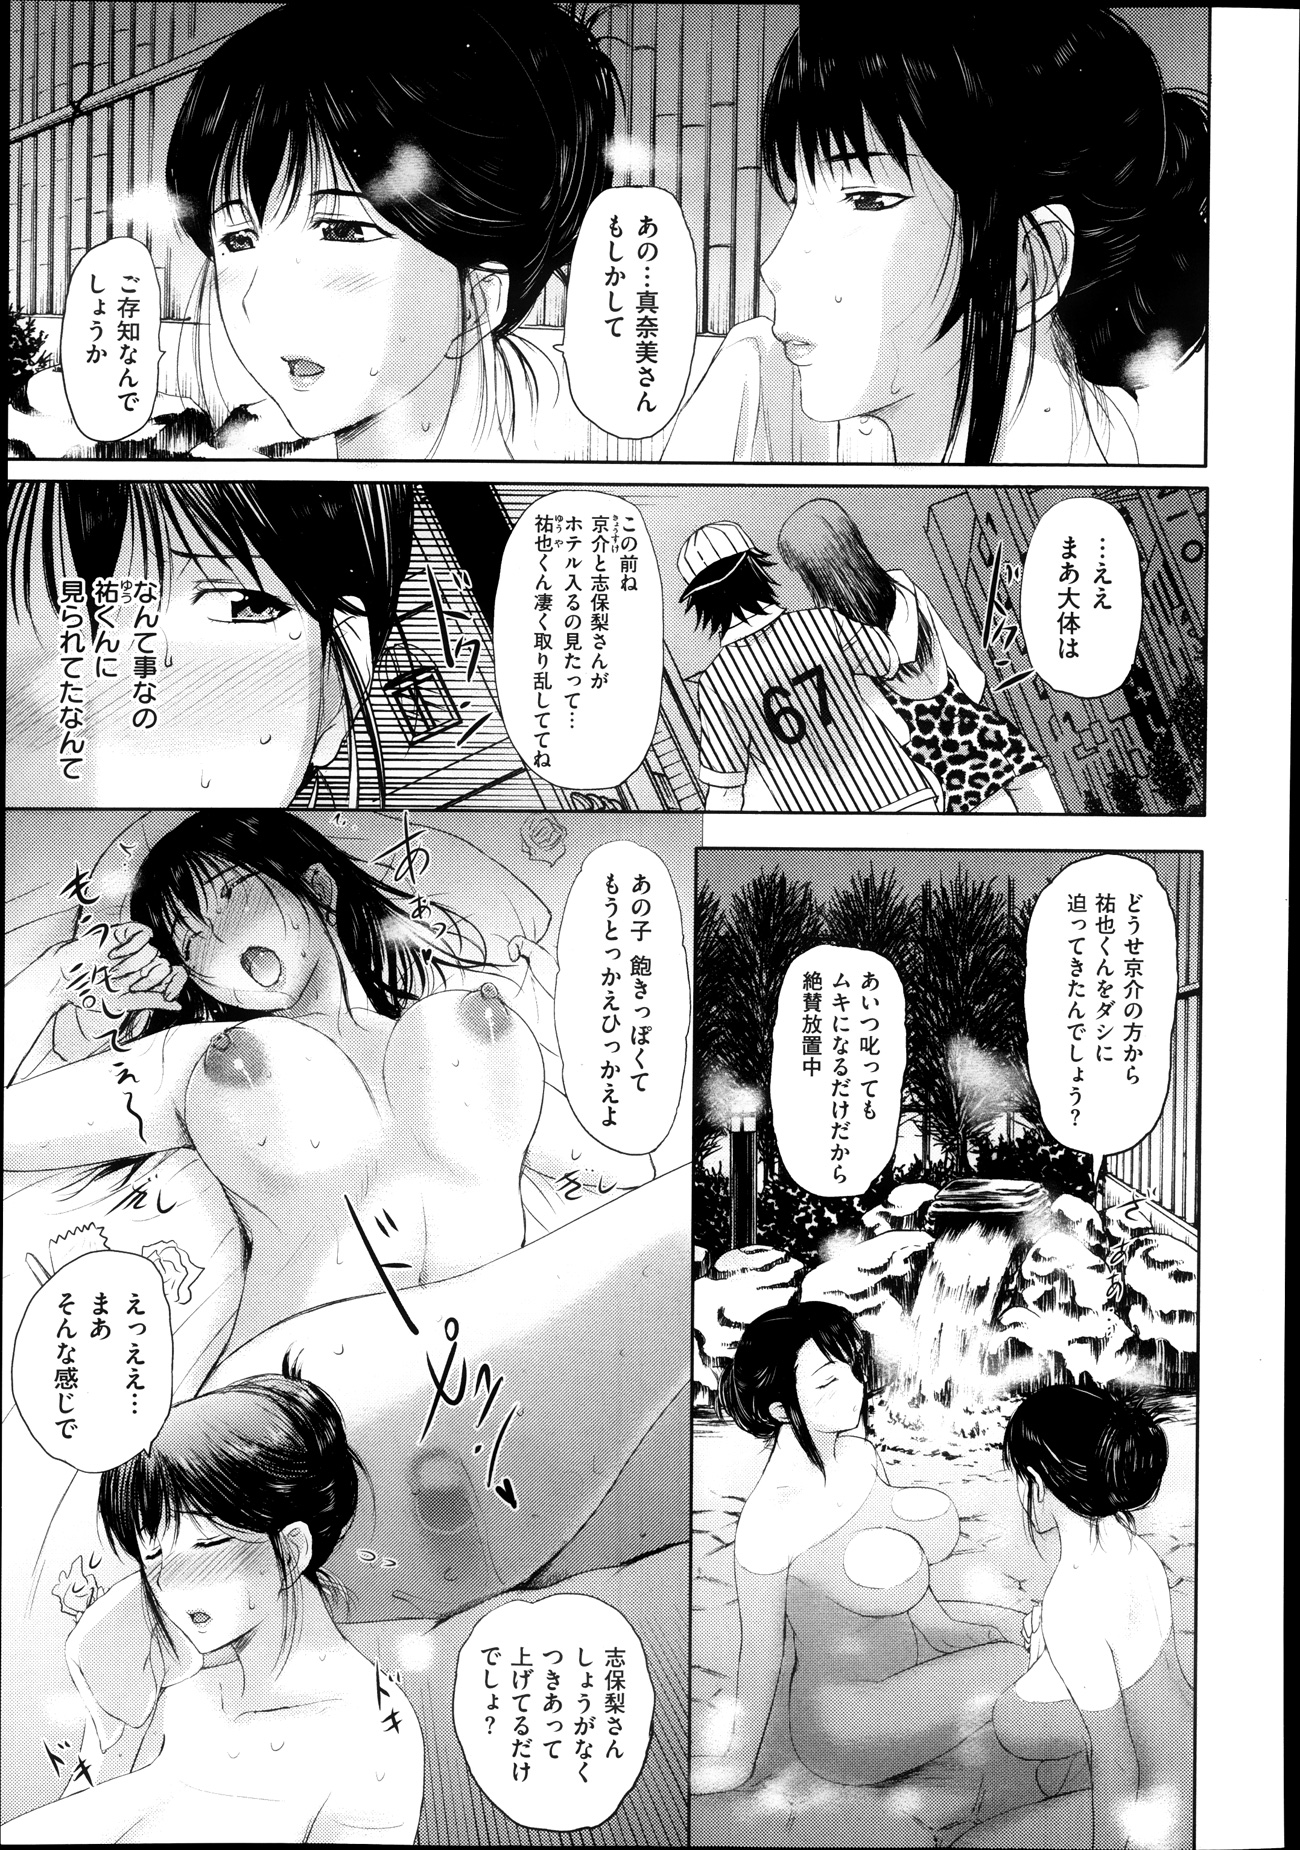 あの…真奈美さん
もしかして
ご存知なんで
しょうか
…ええ
まあ大体は
この前ね
京介と志保梨さんが
きょうすけ
ホテル入るの見たって…
祐也くん凄く取り乱しててね
ゆうや
なんて事なの
祐くんに
ゆう
見られてたなんて
67
どうせ京介の方から
祐也くんをダシに
迫ってきたんでしょう?
あいつ叱っても
ムキになるだけだから
絶賛放置中
あの子 飽きっぽくて
もうとっかえひっかえよ
えっええ…
まあ
そんな感じで
志保梨さん
しょうがなく
つきあって
上げてるだけ
でしょ?